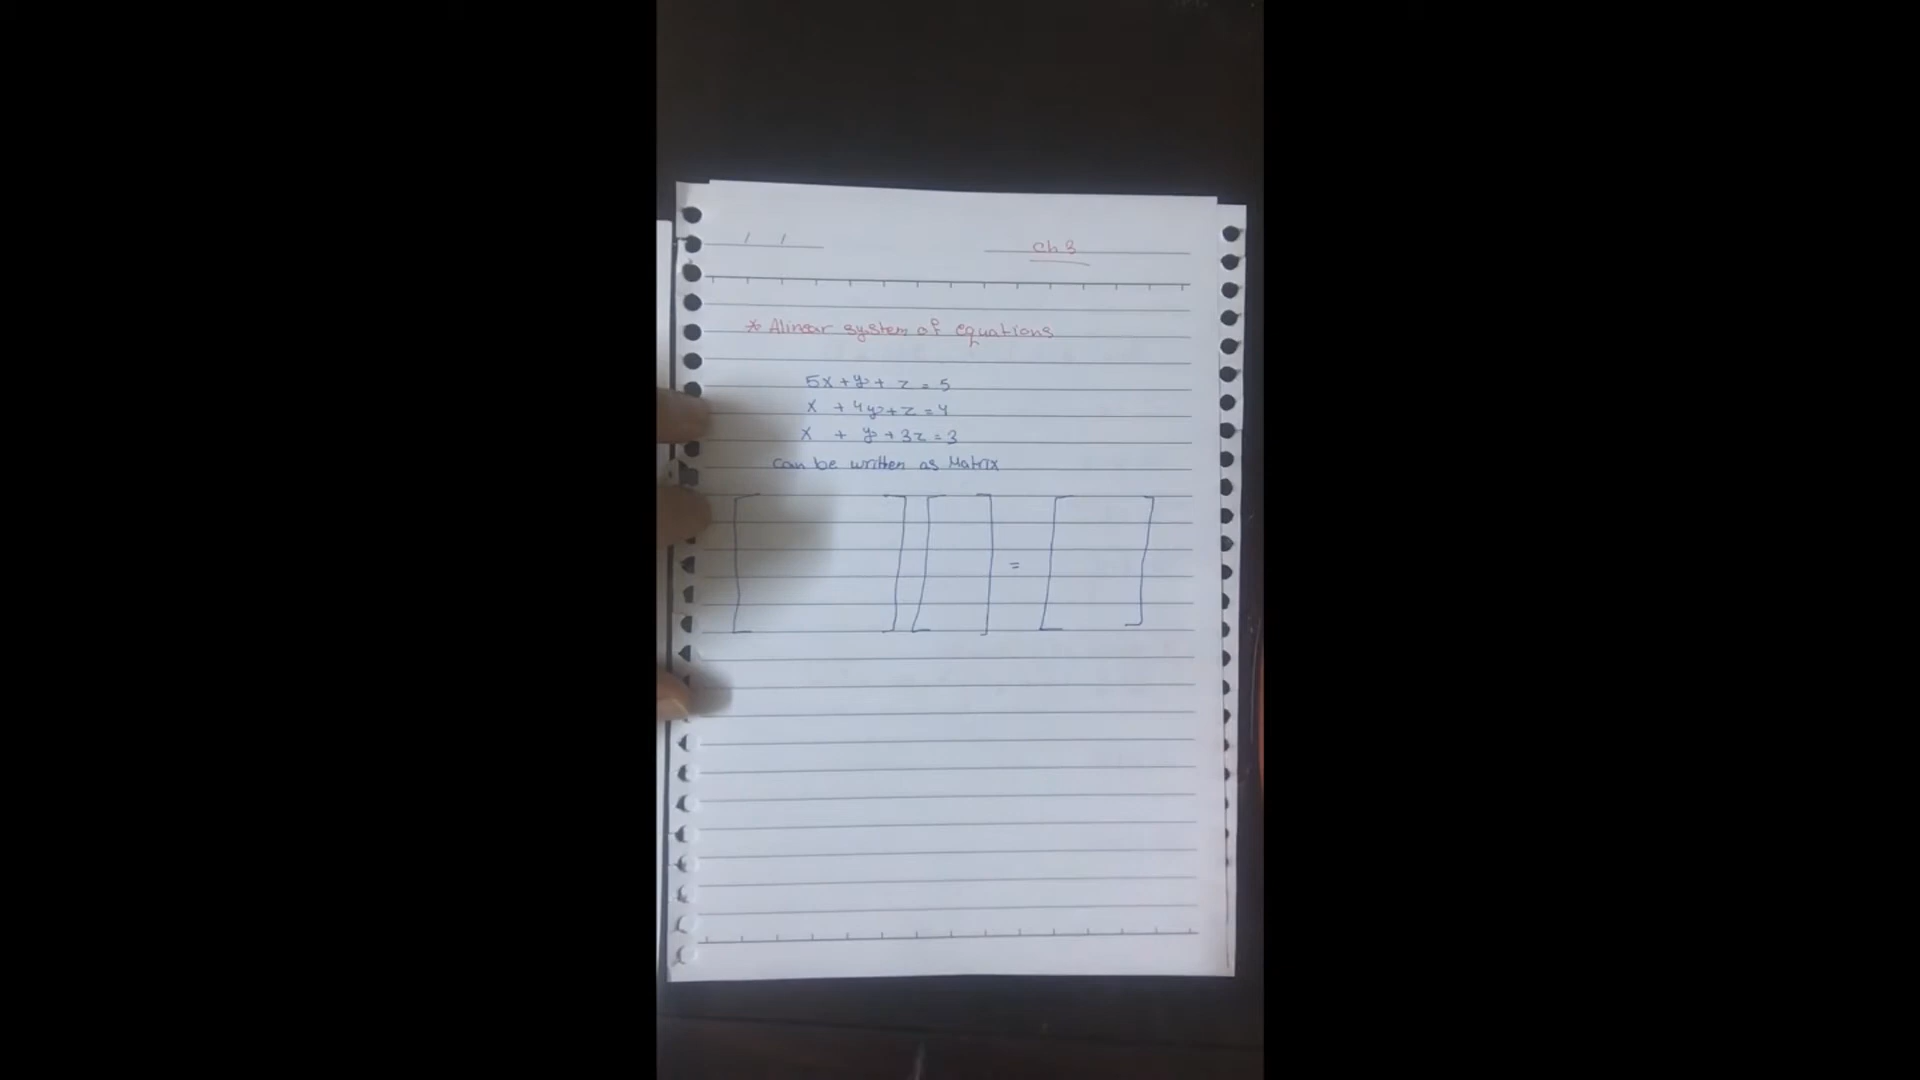 / /
Ch 3
* A linear system of equations
5x + y + z = 5
x + 4y + z = 4
x + y + 3z = 3
can be written as Matrix
=